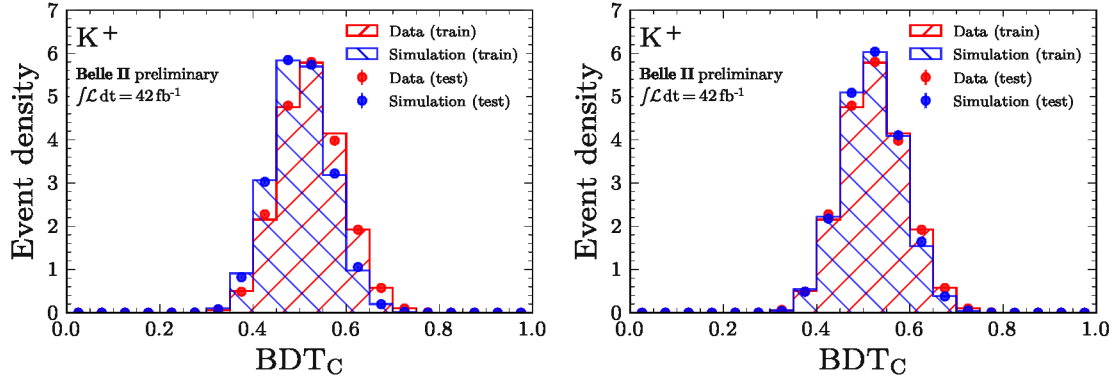 7
6
5
4
3
2
1
0
Event density
K+
Belle II preliminary
∫ℒ dt = 42 fb-1
Data (train)
Simulation (train)
Data (test)
Simulation (test)
0.0 0.2 0.4 0.6 0.8 1.0
BDTC
7
6
5
4
3
2
1
0
Event density
K+
Belle II preliminary
∫ℒ dt = 42 fb-1
Data (train)
Simulation (train)
Data (test)
Simulation (test)
0.0 0.2 0.4 0.6 0.8 1.0
BDTC